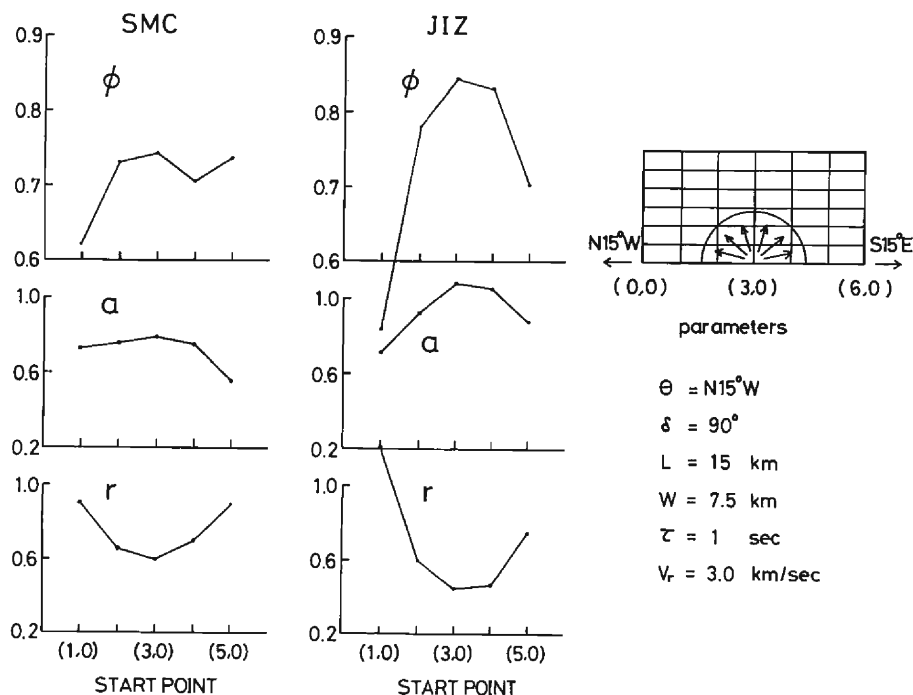 SMC
0.9
0.8
0.7
0.6
ϕ
1.0
0.6
0.2
a
1.0
0.6
0.2
r
(1.0) (3.0) (5.0)
START POINT
JIZ
0.9
0.8
0.7
0.6
ϕ
1.0
0.6
0.2
a
1.0
0.6
0.2
r
(1.0) (3.0) (5.0)
START POINT
N15°W S15°E
(0,0) (3.0) (6.0)
parameters
θ = N15°W
δ = 90°
L = 15 km
W = 7.5 km
τ = 1 sec
Vr = 3.0 km/sec